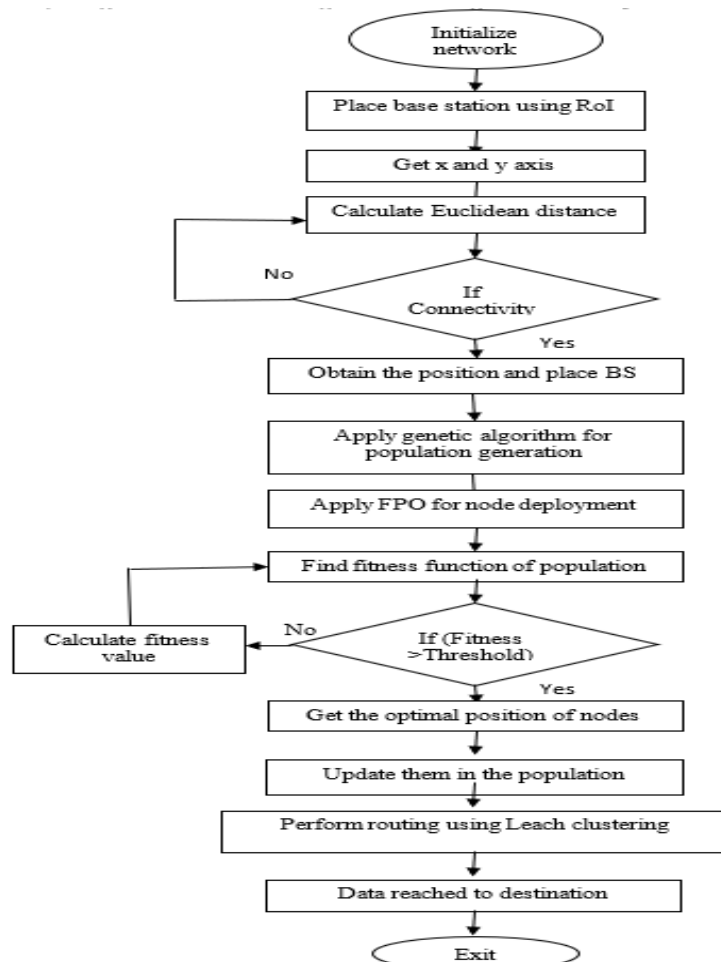 Initialize
network
Place base station using RoI
Get x and y axis
Calculate Euclidean distance
No
If
Connectivity
Yes
Obtain the position and place BS
Apply genetic algorithm for
population generation
Apply FPO for node deployment
Find fitness function of population
Calculate fitness
value
No
If (Fitness
>Threshold)
Yes
Get the optimal position of nodes
Update them in the population
Perform routing using Leach clustering
Data reached to destination
Exit